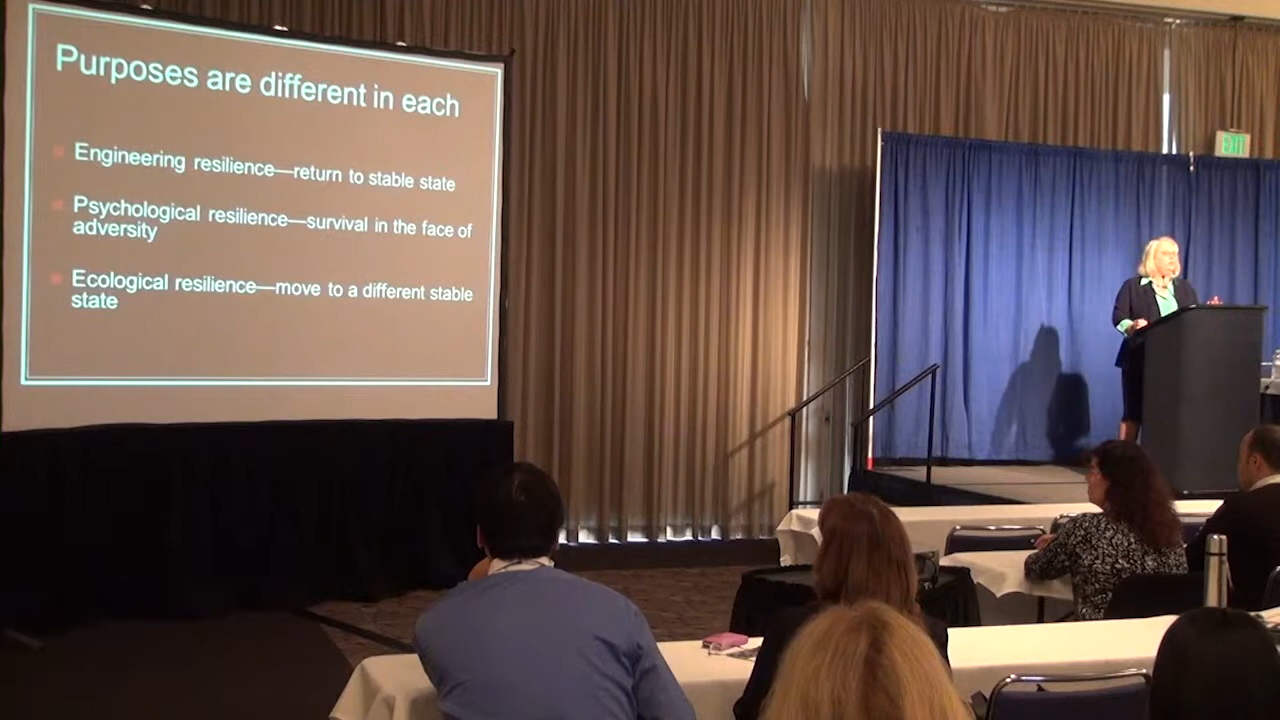 Purposes are different in each
Engineering resilience—return to stable state
Psychological resilience—survival in the face of
adversity
Ecological resilience—move to a different stable
state
EXIT